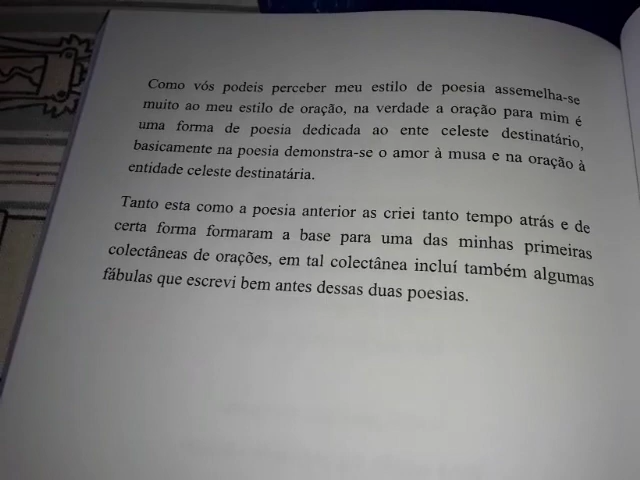 Como vós podeis perceber meu estilo de poesia assemelha-se
muito ao meu estilo de oração, na verdade a oração para mim é
uma forma de poesia dedicada ao ente celeste destinatário,
basicamente na poesia demonstra-se o amor à musa e na oração à
entidade celeste destinatária.
Tanto esta como a poesia anterior as criei tanto tempo atrás e de
certa forma formaram a base para uma das minhas primeiras
colectâneas de orações, em tal colectânea incluí também algumas
fábulas que escrevi bem antes dessas duas poesias.